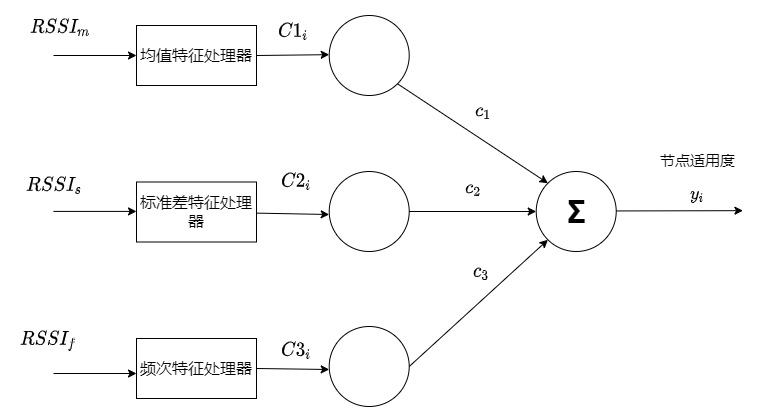 RSSI_m
均值特征处理器
C1_i
c_1
RSSI_s
标准差特征处理
器
C2_i
c_2
Σ
节点适用度
y_i
c_3
RSSI_f
频次特征处理器
C3_i